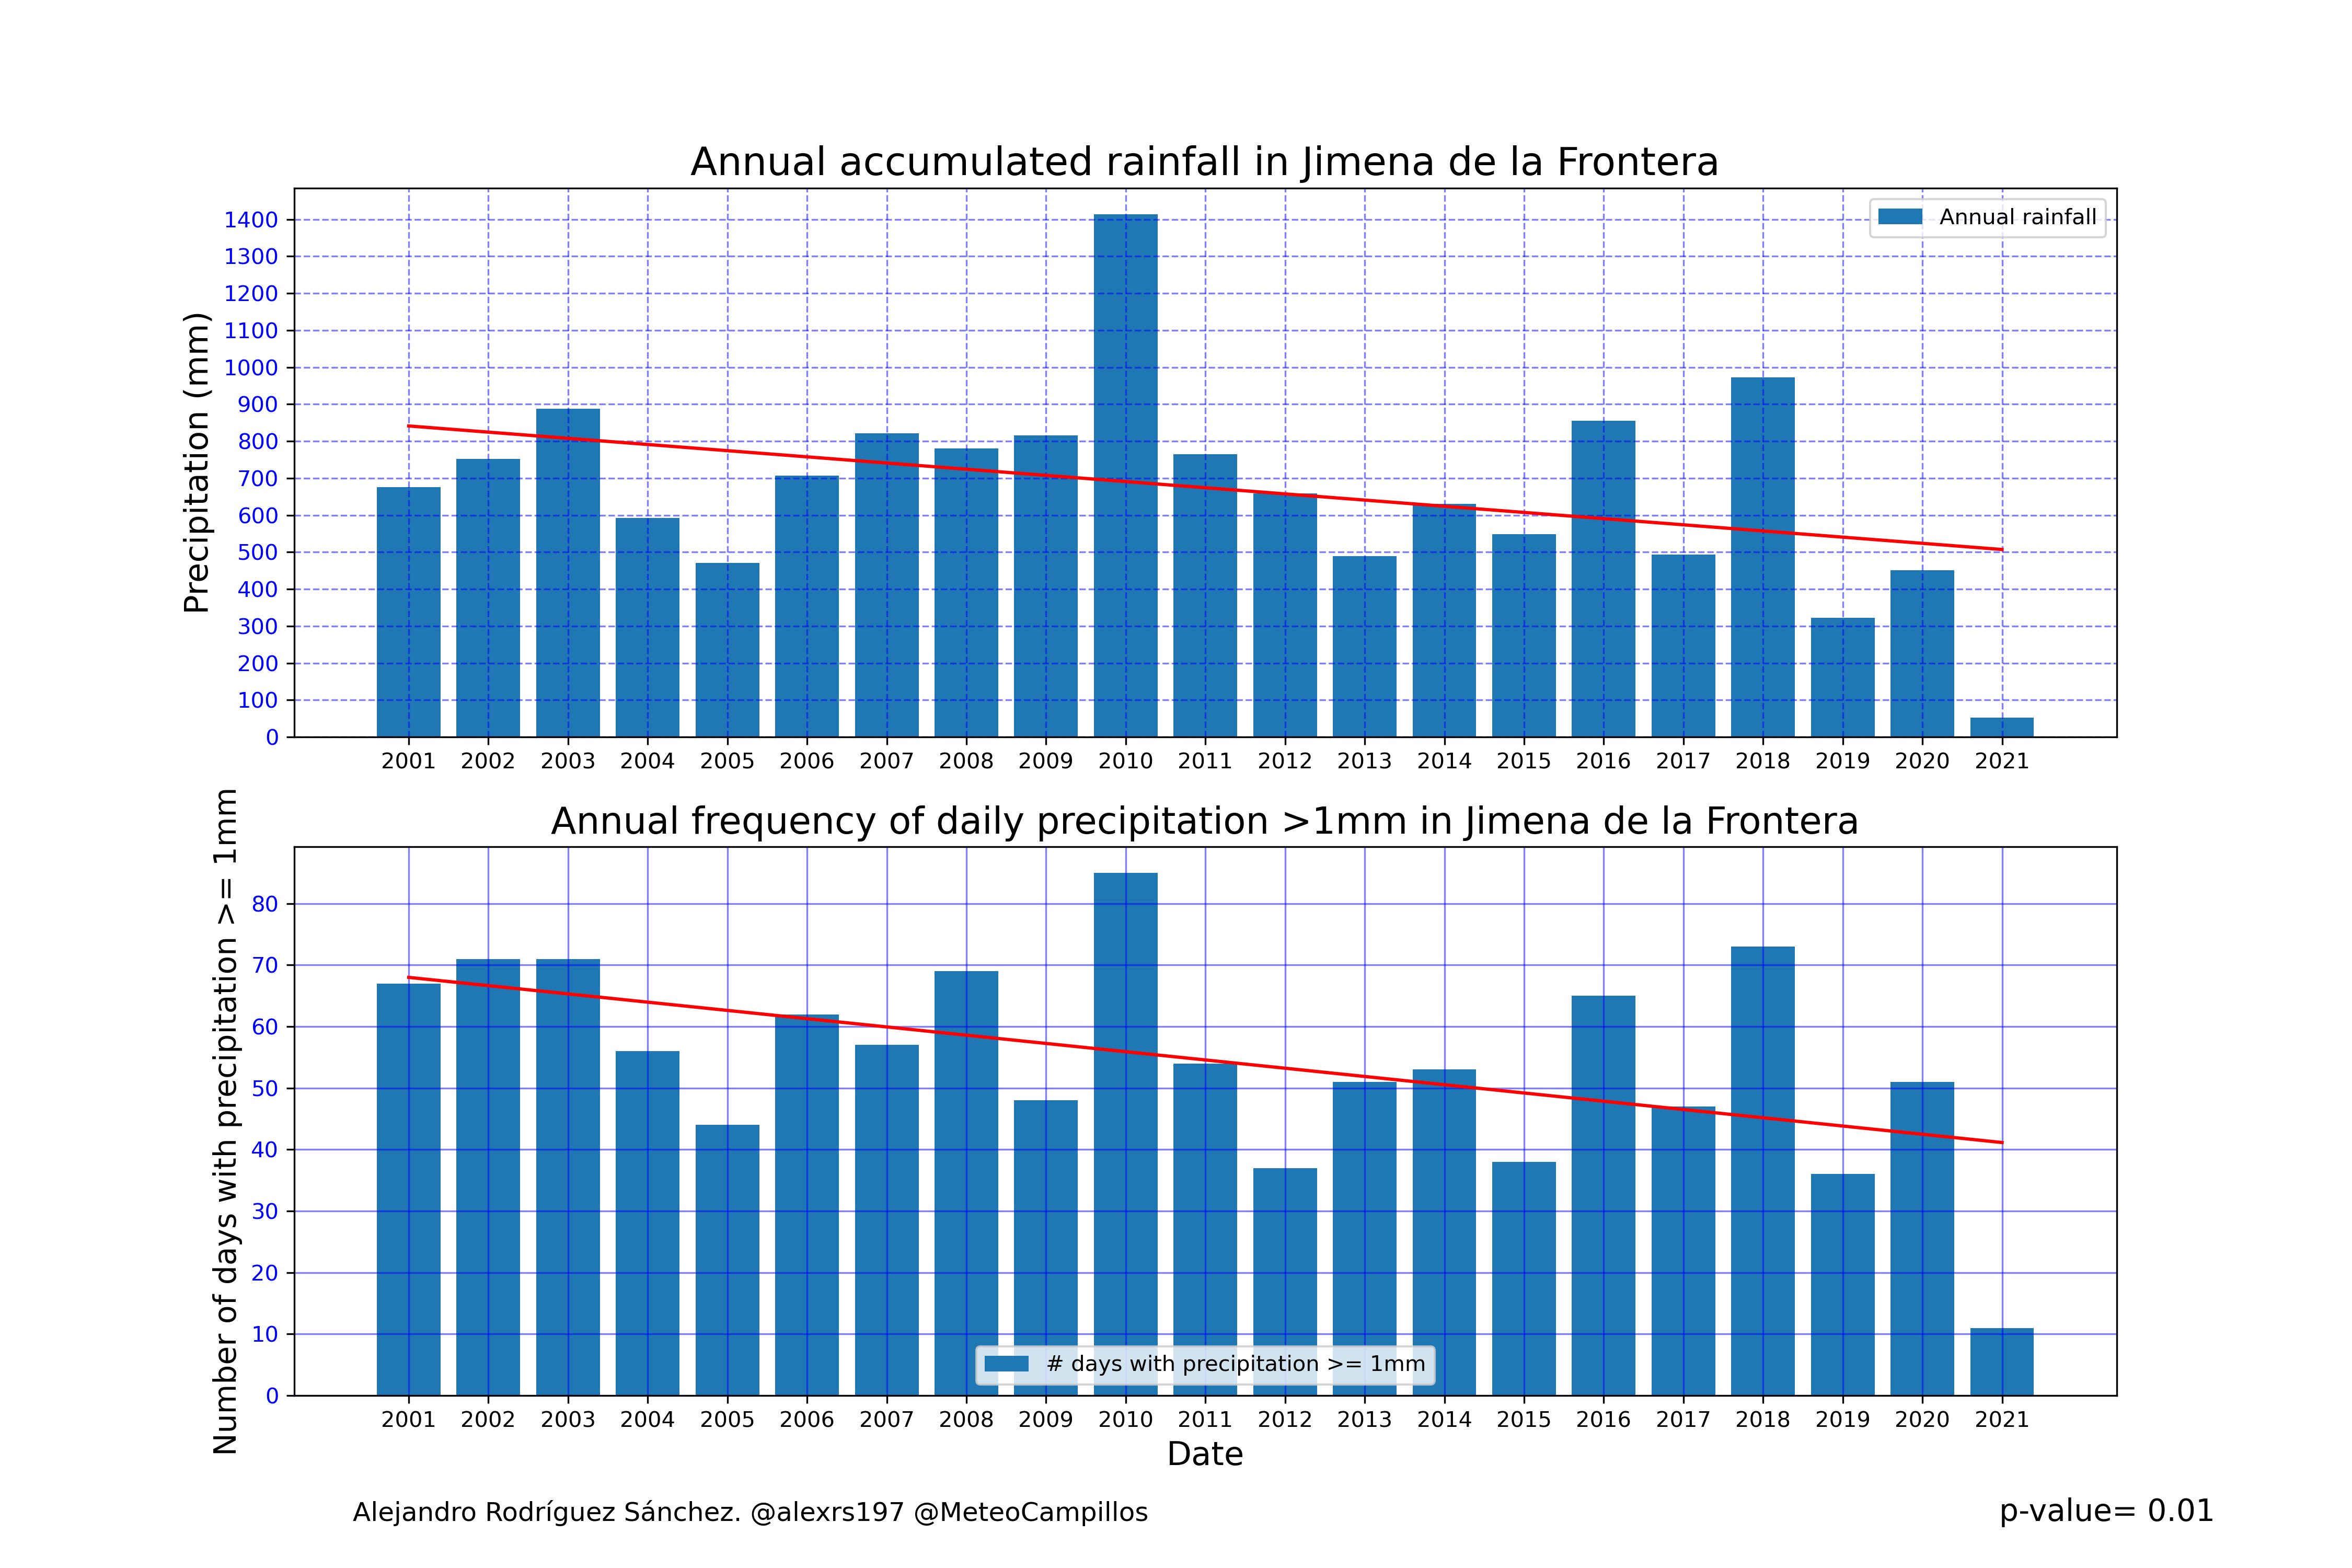 Annual accumulated rainfall in Jimena de la Frontera
Precipitation (mm)
1400
1300
1200
1100
1000
900
800
700
600
500
400
300
200
100
0
Annual rainfall
2001 2002 2003 2004 2005 2006 2007 2008 2009 2010 2011 2012 2013 2014 2015 2016 2017 2018 2019 2020 2021
Annual frequency of daily precipitation >1mm in Jimena de la Frontera
Number of days with precipitation >= 1mm
80
70
60
50
40
30
20
10
0
# days with precipitation >= 1mm
2001 2002 2003 2004 2005 2006 2007 2008 2009 2010 2011 2012 2013 2014 2015 2016 2017 2018 2019 2020 2021
Date
Alejandro Rodríguez Sánchez. @alexrs197 @MeteoCampillos
p-value= 0.01